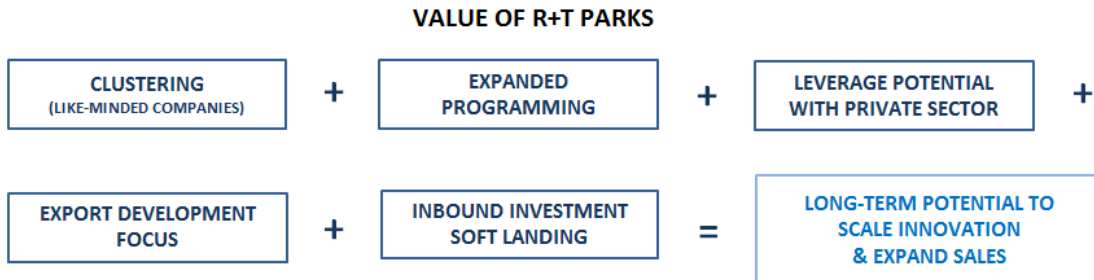 VALUE OF R+T PARKS
CLUSTERING
(LIKE-MINDED COMPANIES)
+
EXPANDED
PROGRAMMING
+
LEVERAGE POTENTIAL
WITH PRIVATE SECTOR
+
EXPORT DEVELOPMENT
FOCUS
+
INBOUND INVESTMENT
SOFT LANDING
=
LONG-TERM POTENTIAL TO
SCALE INNOVATION
& EXPAND SALES